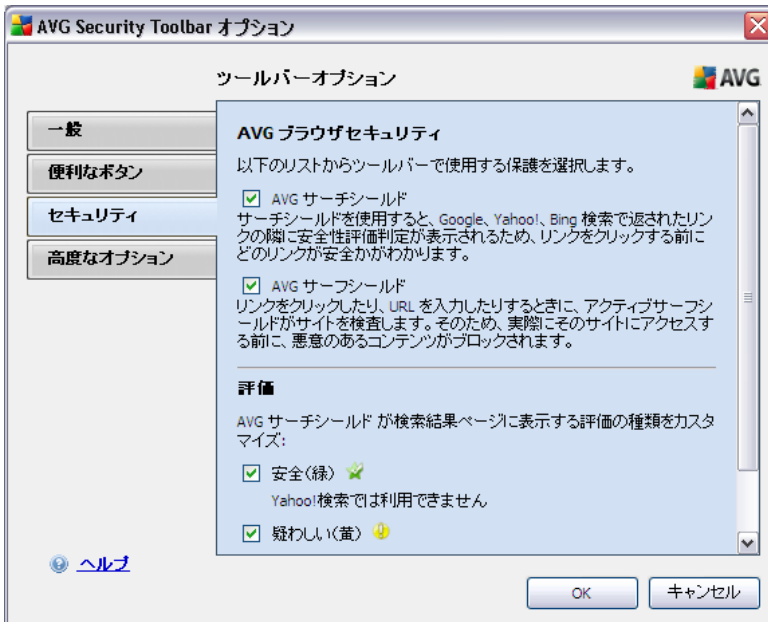 AVG Security Toolbar オプション
ツールバーオプション
AVG
一般
便利なボタン
セキュリティ
高度なオプション
AVG ブラウザセキュリティ
以下のリストからツールバーで使用する保護を選択します。
AVG サーチシールド
サーチシールドを使用すると、Google、Yahoo!、Bing 検索で返されたリン
クの隣に安全性評価判定が表示されるため、リンクをクリックする前に
どのリンクが安全かがわかります。
AVG サーフシールド
リンクをクリックしたり、URL を入力したりするときに、アクティブサーフシ
ールドがサイトを検査します。そのため、実際にそのサイトにアクセスす
る前に、悪意のあるコンテンツがブロックされます。
評価
AVG サーチシールド が検索結果ページに表示する評価の種類をカスタ
マイズ:
安全(緑)
Yahoo!検索では利用できません
疑わしい(黄)
ヘルプ
OK
キャンセル